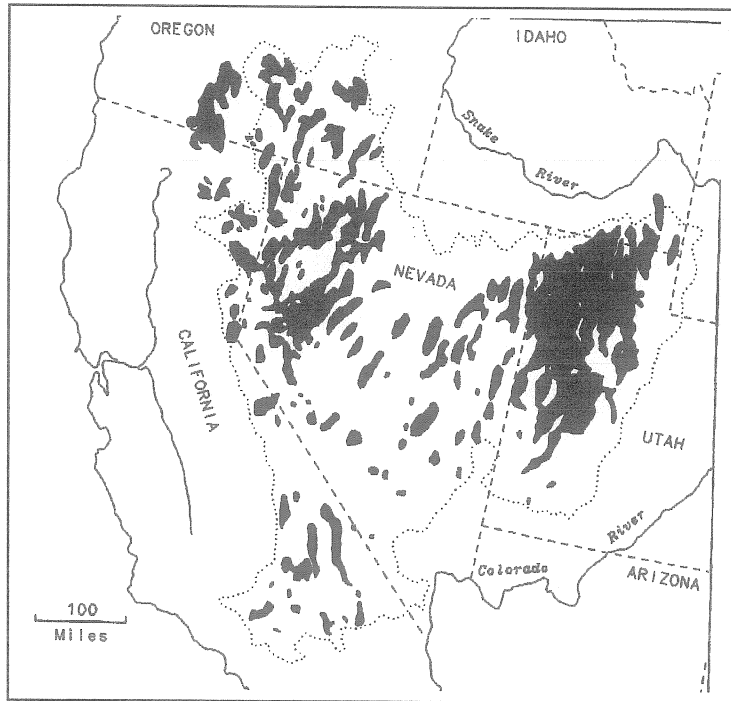 OREGON
IDAHO
Snake
River
NEVADA
CALIFORNIA
UTAH
River
Colorado
ARIZONA
100
Miles